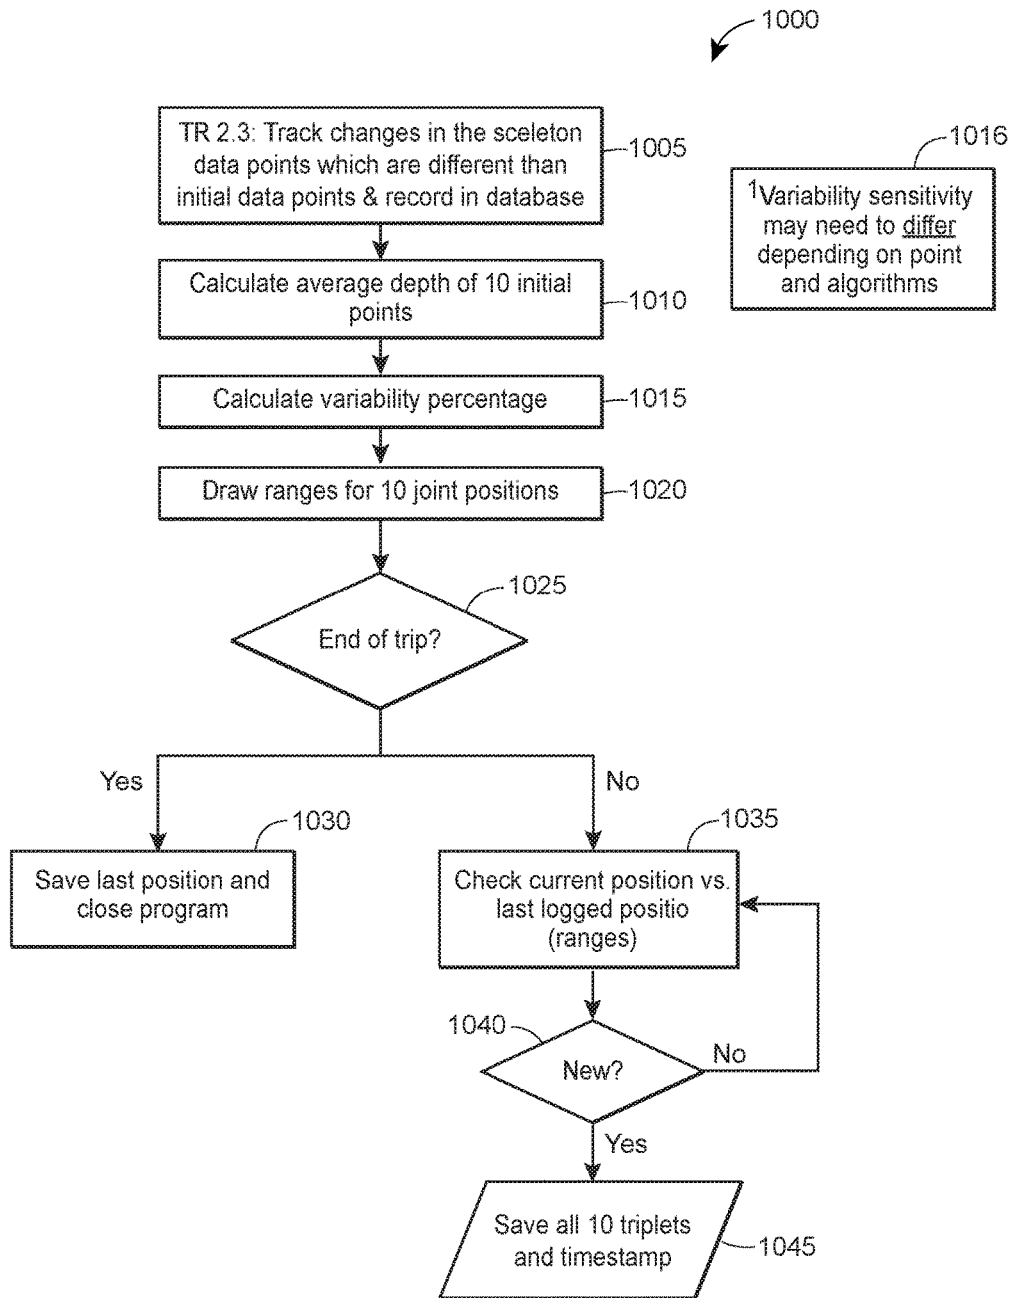 1000
TR 2.3: Track changes in the sceleton
data points which are different than
initial data points & record in database
1005
1016
1Variability sensitivity
may need to differ
depending on point
and algorithms
Calculate average depth of 10 initial
points
1010
Calculate variability percentage
1015
Draw ranges for 10 joint positions
1020
1025
End of trip?
Yes
No
1030
Save last position and
close program
1035
Check current position vs.
last logged positio
(ranges)
1040
New?
No
Yes
Save all 10 triplets
and timestamp
1045